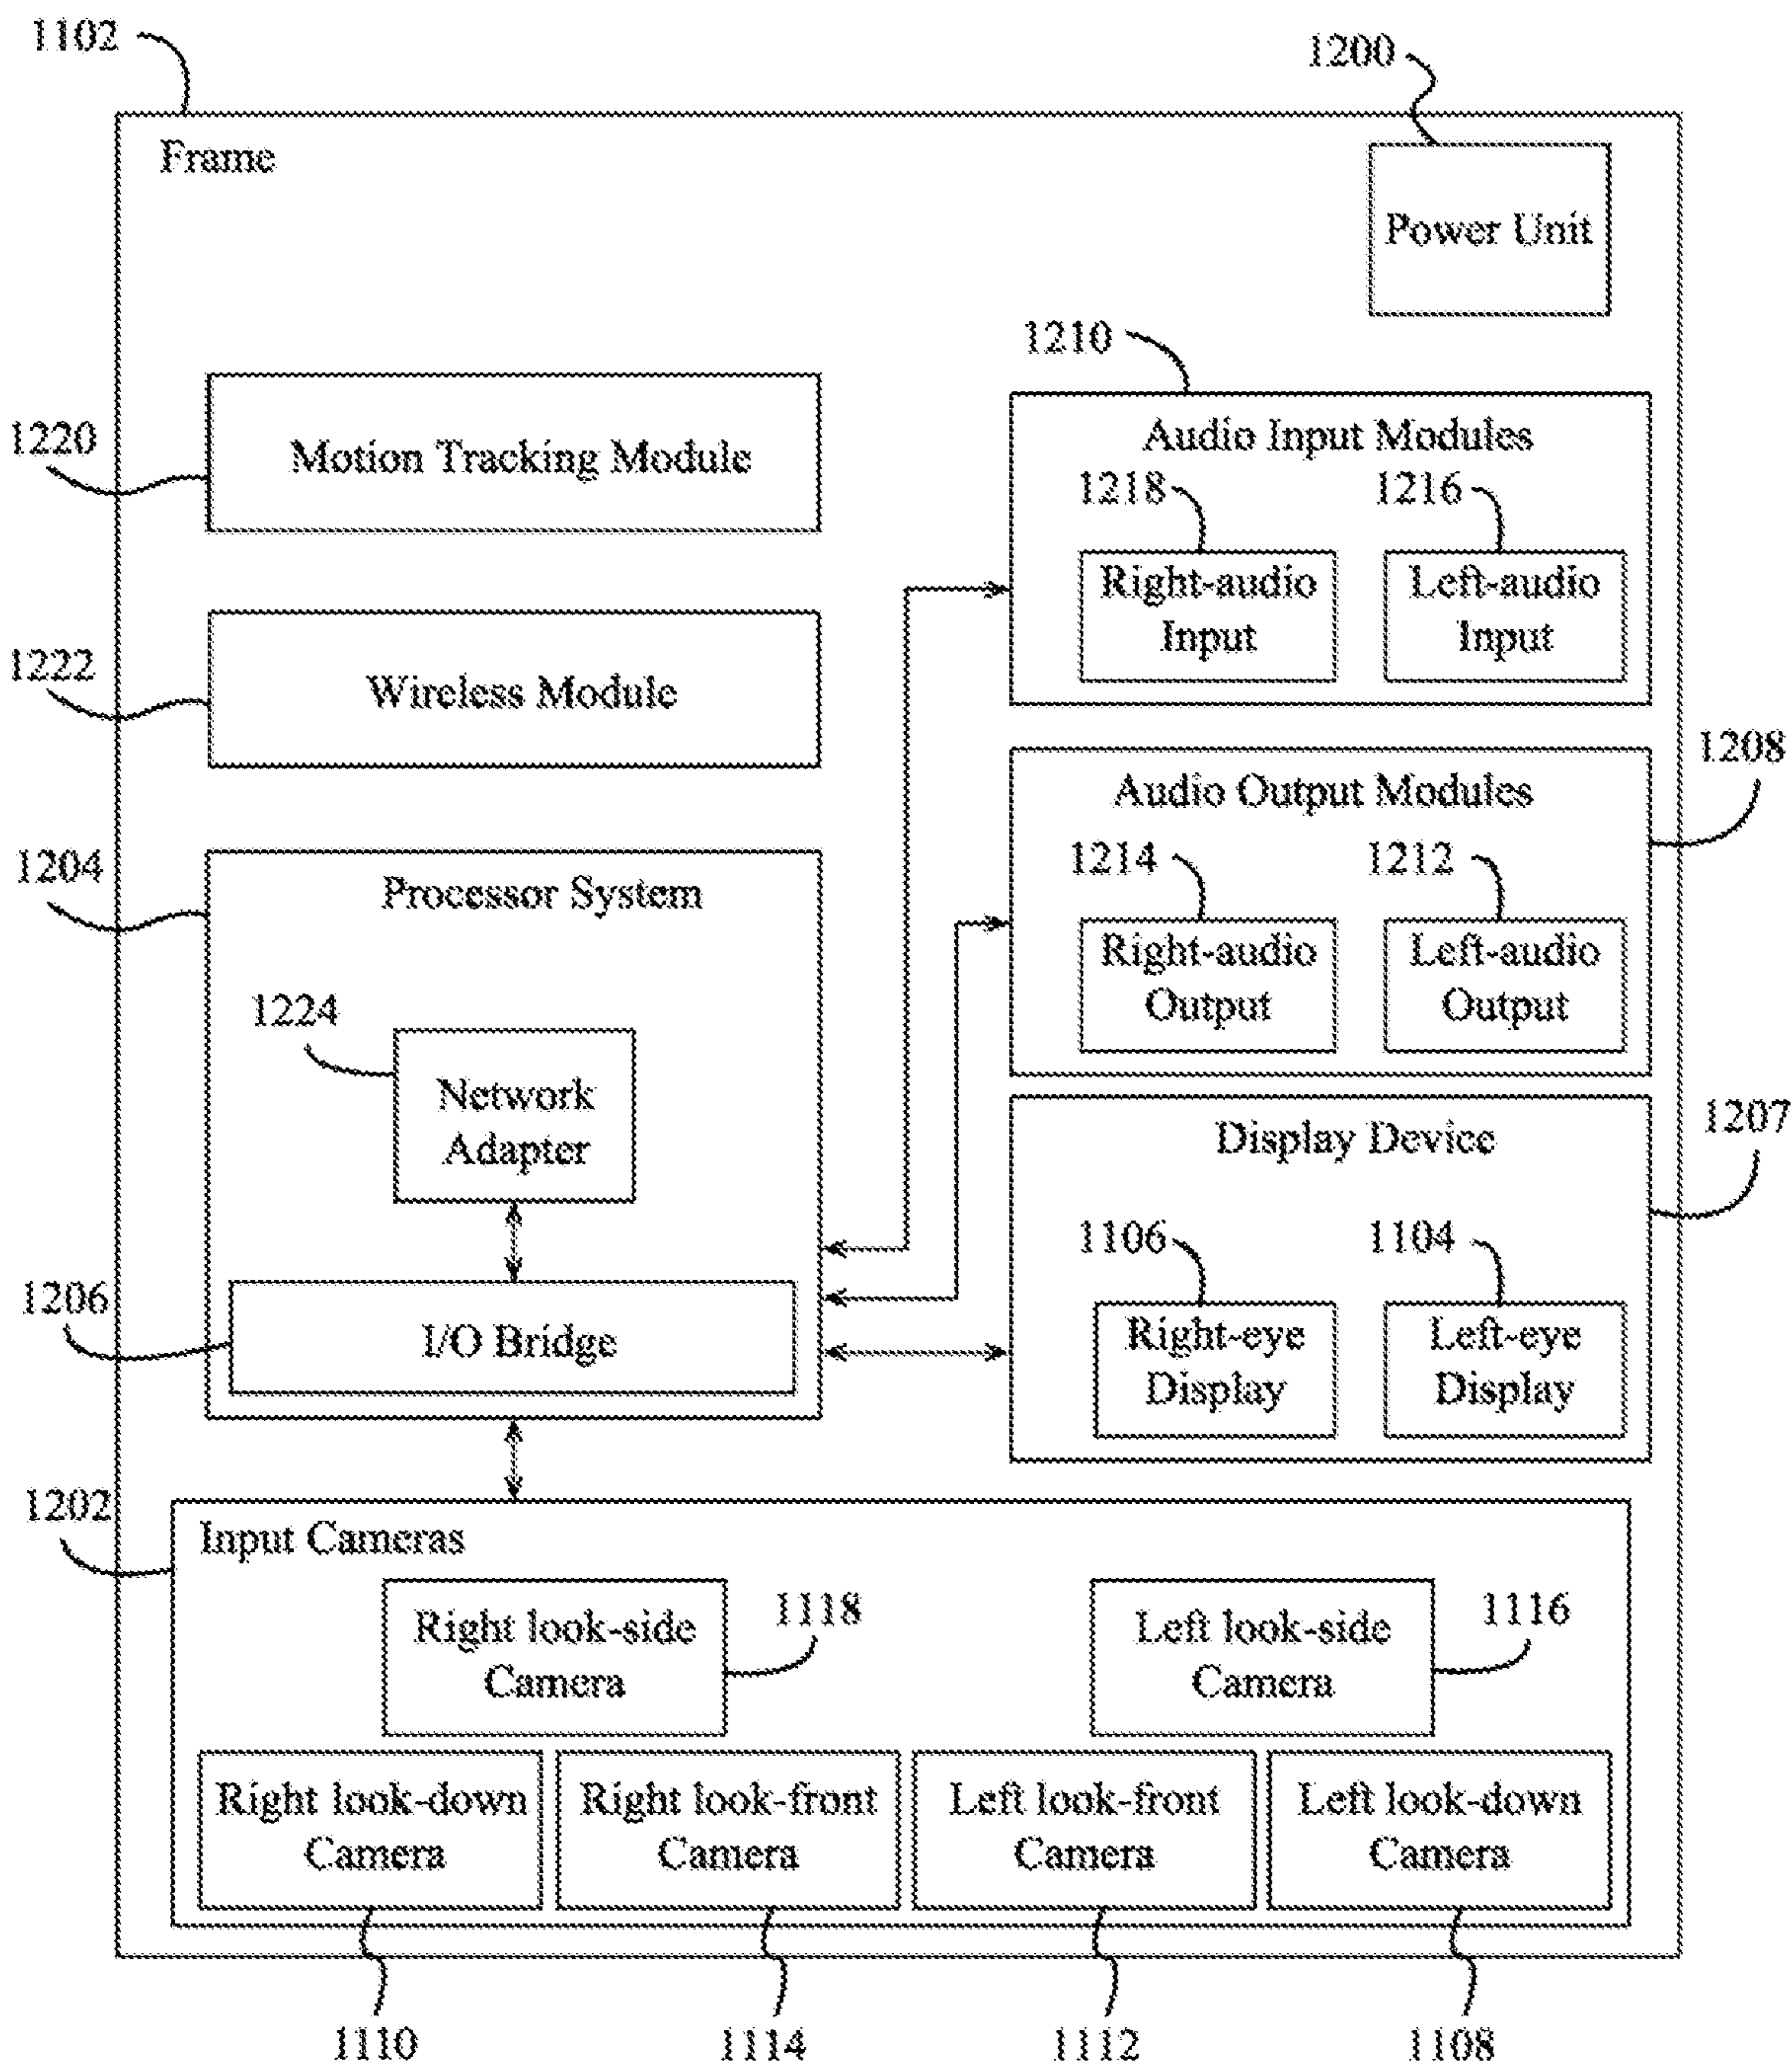 1102
1200
Frame
Power Unit
1210
1220
Motion Tracking Module
Audio Input Modules
1218
1216
Right-audio
Input
Left-audio
Input
1222
Wireless Module
1208
Audio Output Modules
1214
1212
Right-audio
Output
Left-audio
Output
1204
Processor System
1224
Network
Adapter
1207
Display Device
1106
1104
Right-eye
Display
Left-eye
Display
1206
I/O Bridge
1202
Input Cameras
Right look-side
Camera
1118
Left look-side
Camera
1116
Right look-down
Camera
Right look-front
Camera
Left look-front
Camera
Left look-down
Camera
1110
1114
1112
1108